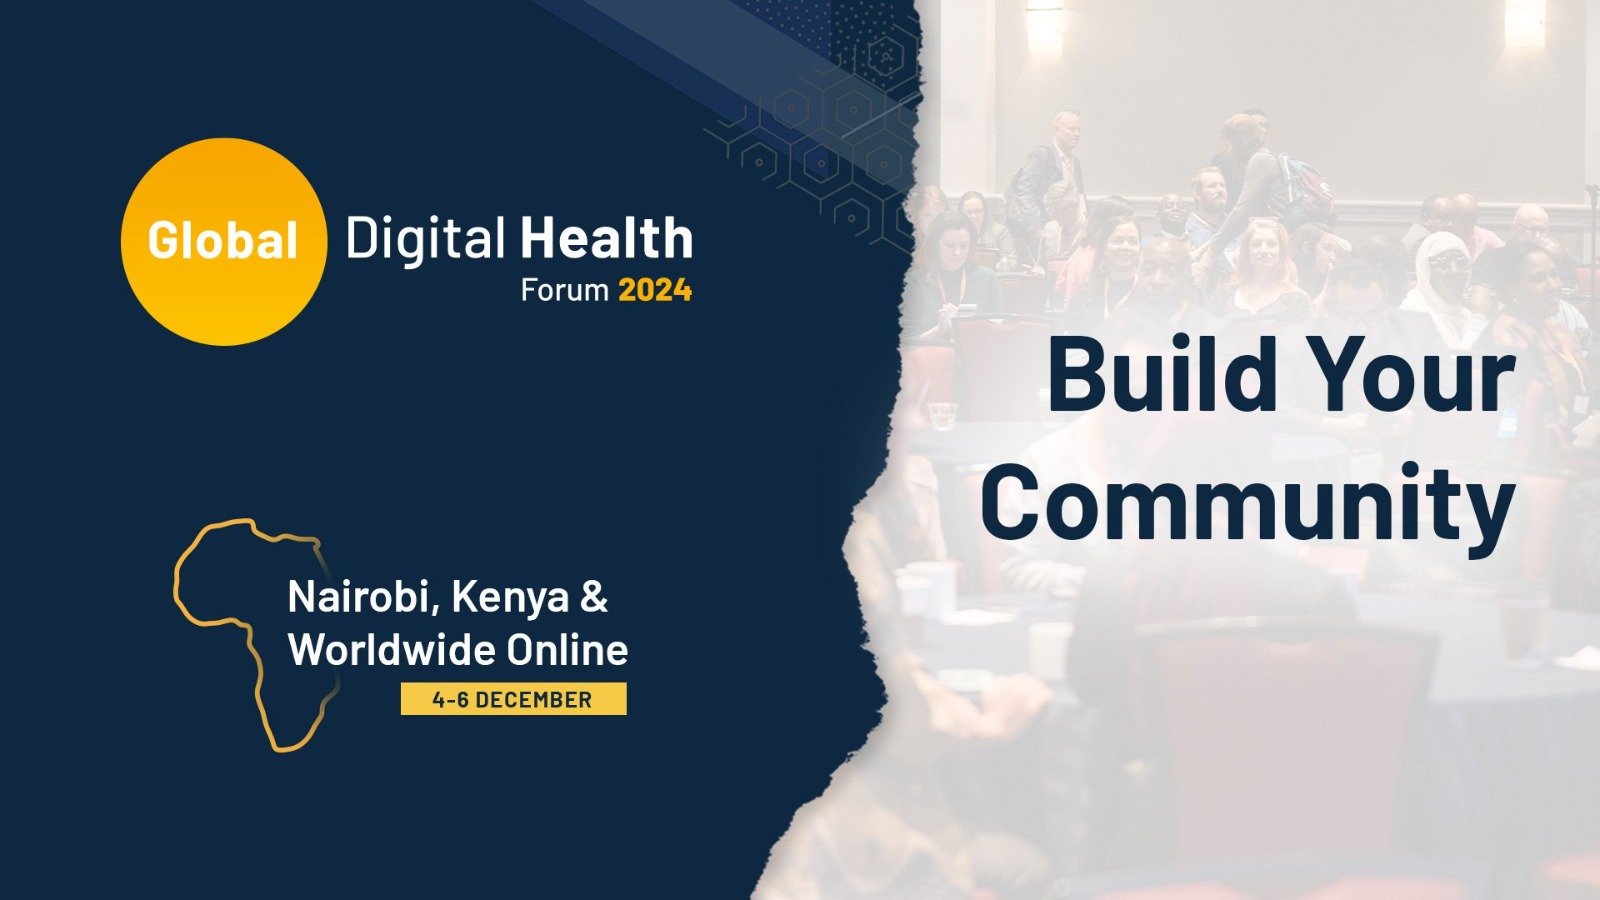 Global Digital Health
Forum 2024
Nairobi, Kenya &
Worldwide Online
4-6 DECEMBER
Build Your
Community